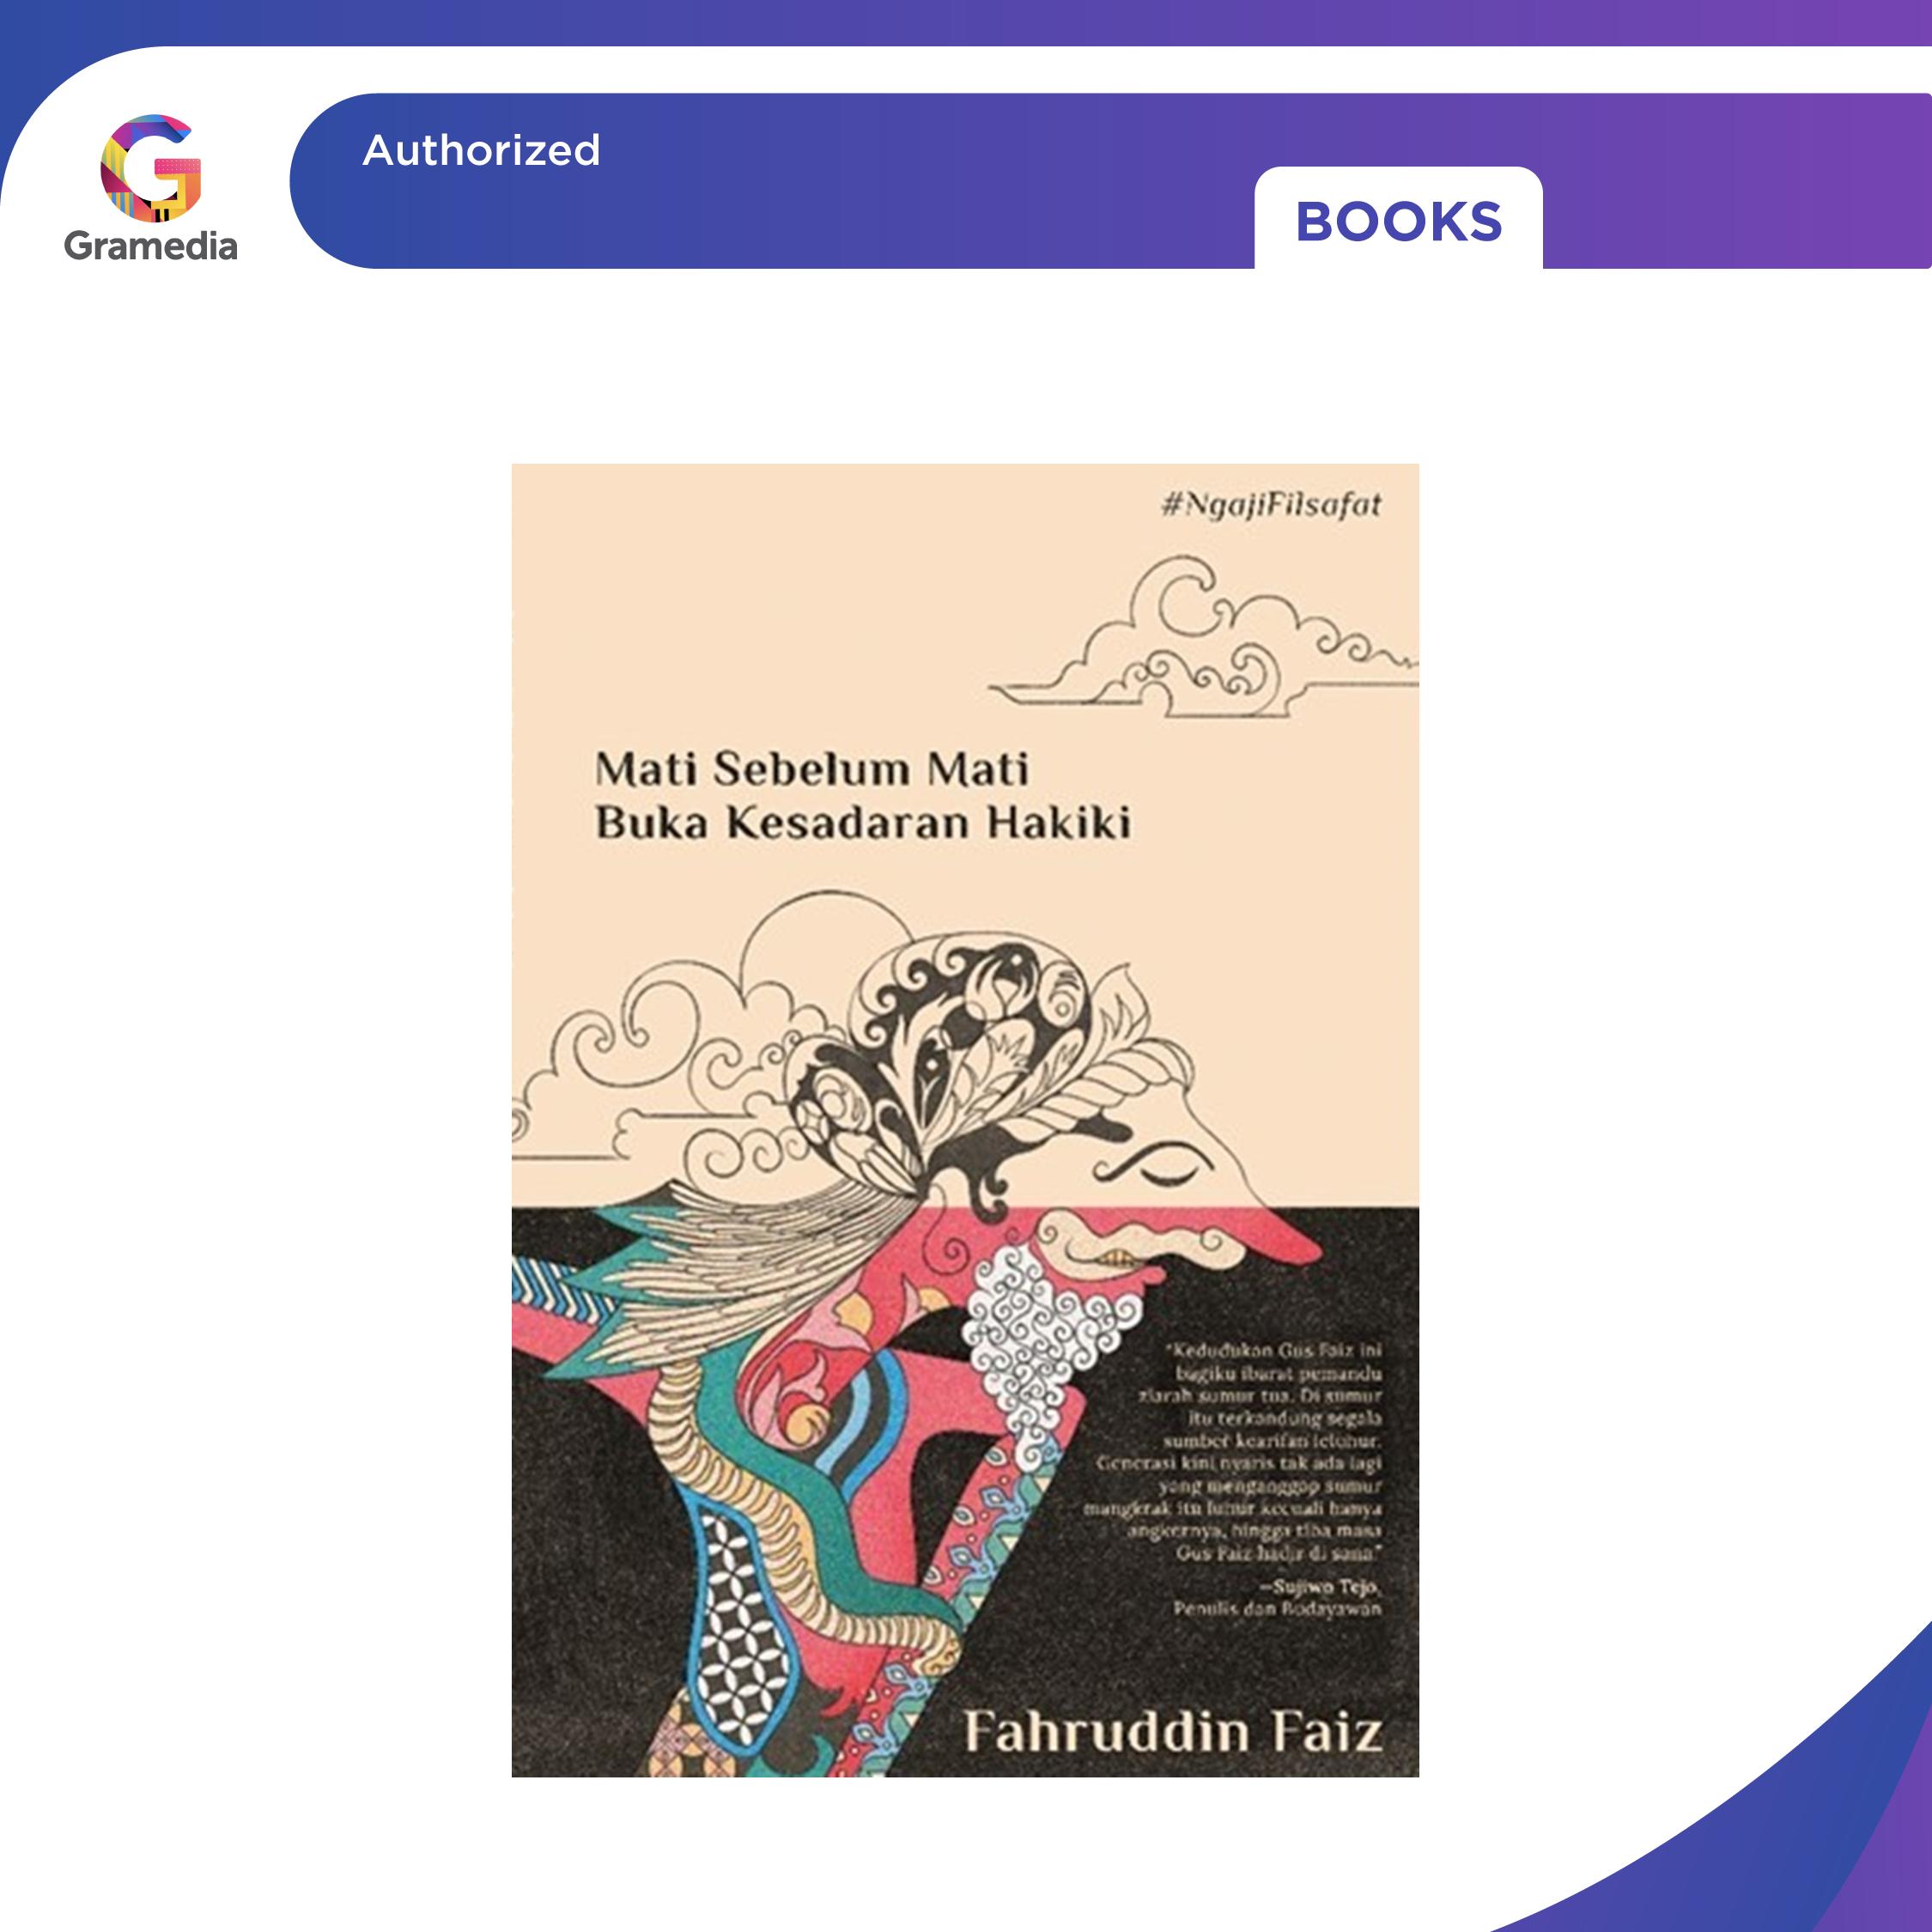 Gramedia
Authorized
BOOKS
#NgajiFilsafat
Mati Sebelum Mati
Buka Kesadaran Hakiki
"Kedudukan Gus Faiz ini
bagiku ibarat pemandu
ziarah sumur tua. Di sumur
itu terkandung segala
sumber kearifan leluhur.
Generasi kini nyaris tak ada lagi
yang menganggap sumur
mangkrak itu luhur kecuali hanya
angkernya, hingga tiba masa
Gus Faiz hadir di sana."
—Sujiwo Tejo,
Penulis dan Budayawan
Fahruddin Faiz